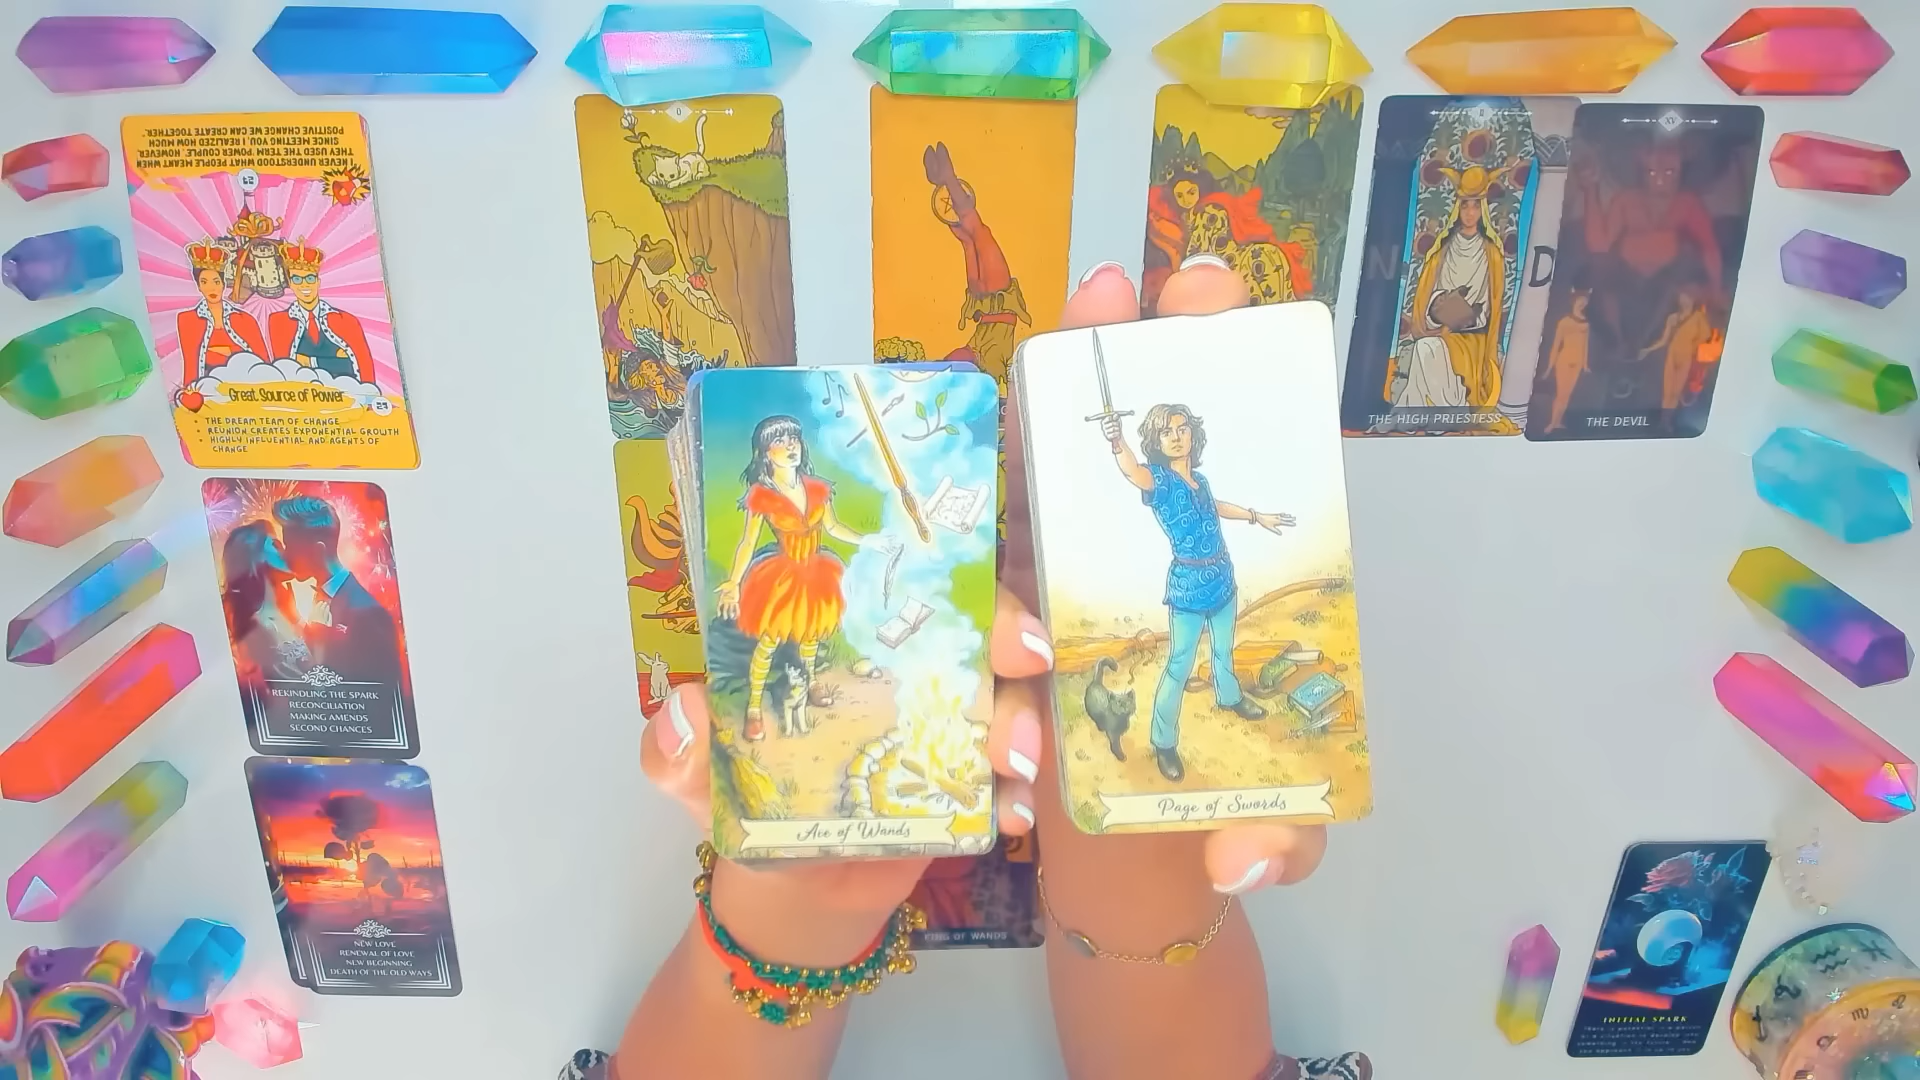 "I NEVER UNDERSTOOD WHAT PEOPLE MEANT WHEN
THEY USED THE TERM 'POWER COUPLE'. HOWEVER,
SINCE MEETING YOU, I REALIZED HOW MUCH
POSITIVE CHANGE WE CAN CREATE TOGETHER."
Great Source of Power
• THE DREAM TEAM OF CHANGE
• REUNION CREATES EXPONENTIAL GROWTH
• HIGHLY INFLUENTIAL AND AGENTS OF
CHANGE
REKINDLING THE SPARK
RECONCILIATION
MAKING AMENDS
SECOND CHANCES
NEW LOVE
RENEWAL OF LOVE
NEW BEGINNING
DEATH OF THE OLD WAYS
0
II
THE HIGH PRIESTESS
XV
THE DEVIL
Ace of Wands
Page of Swords
KING OF WANDS
INITIAL SPARK